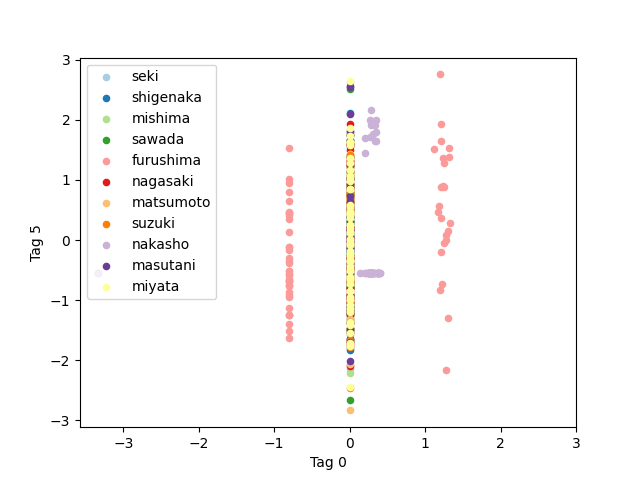 3
2
1
0
−1
−2
−3
Tag 5
seki
shigenaka
mishima
sawada
furushima
nagasaki
matsumoto
suzuki
nakasho
masutani
miyata
−3 −2 −1 0 1 2 3
Tag 0